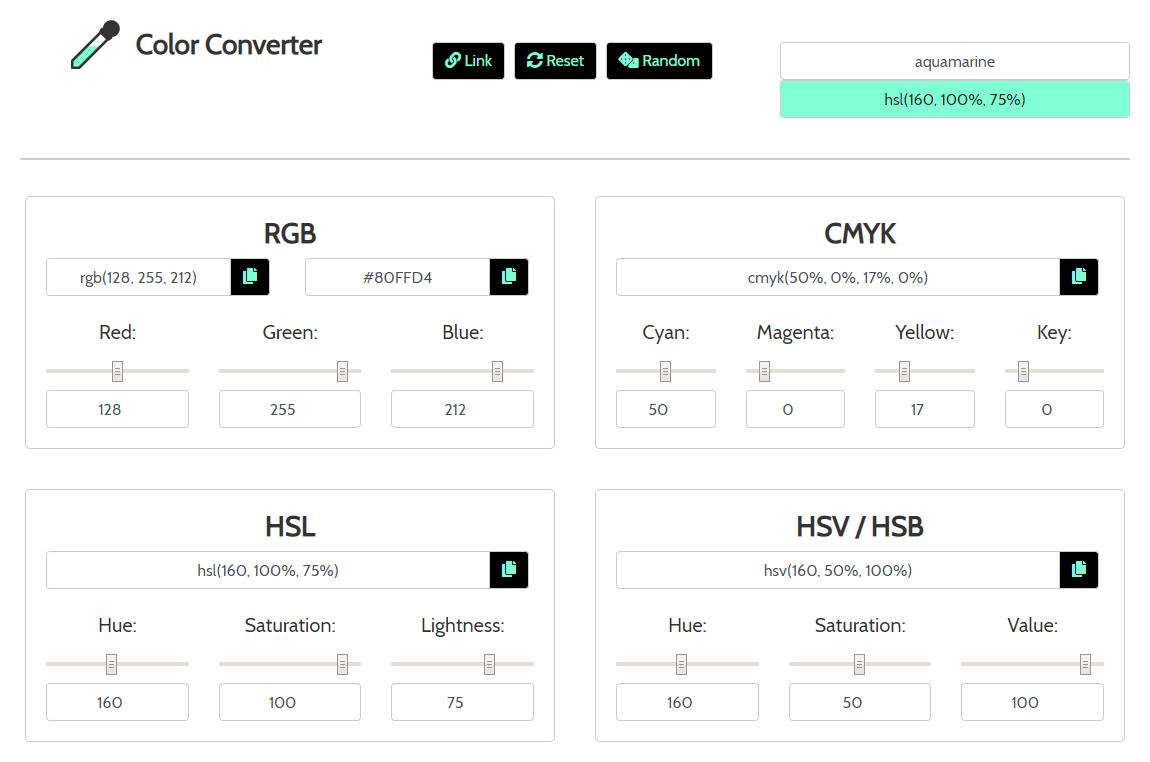 Color Converter
Link Reset Random
aquamarine
hsl(160, 100%, 75%)
RGB
rgb(128, 255, 212) #80FFD4
Red: Green: Blue:
128 255 212
CMYK
cmyk(50%, 0%, 17%, 0%)
Cyan: Magenta: Yellow: Key:
50 0 17 0
HSL
hsl(160, 100%, 75%)
Hue: Saturation: Lightness:
160 100 75
HSV / HSB
hsv(160, 50%, 100%)
Hue: Saturation: Value:
160 50 100